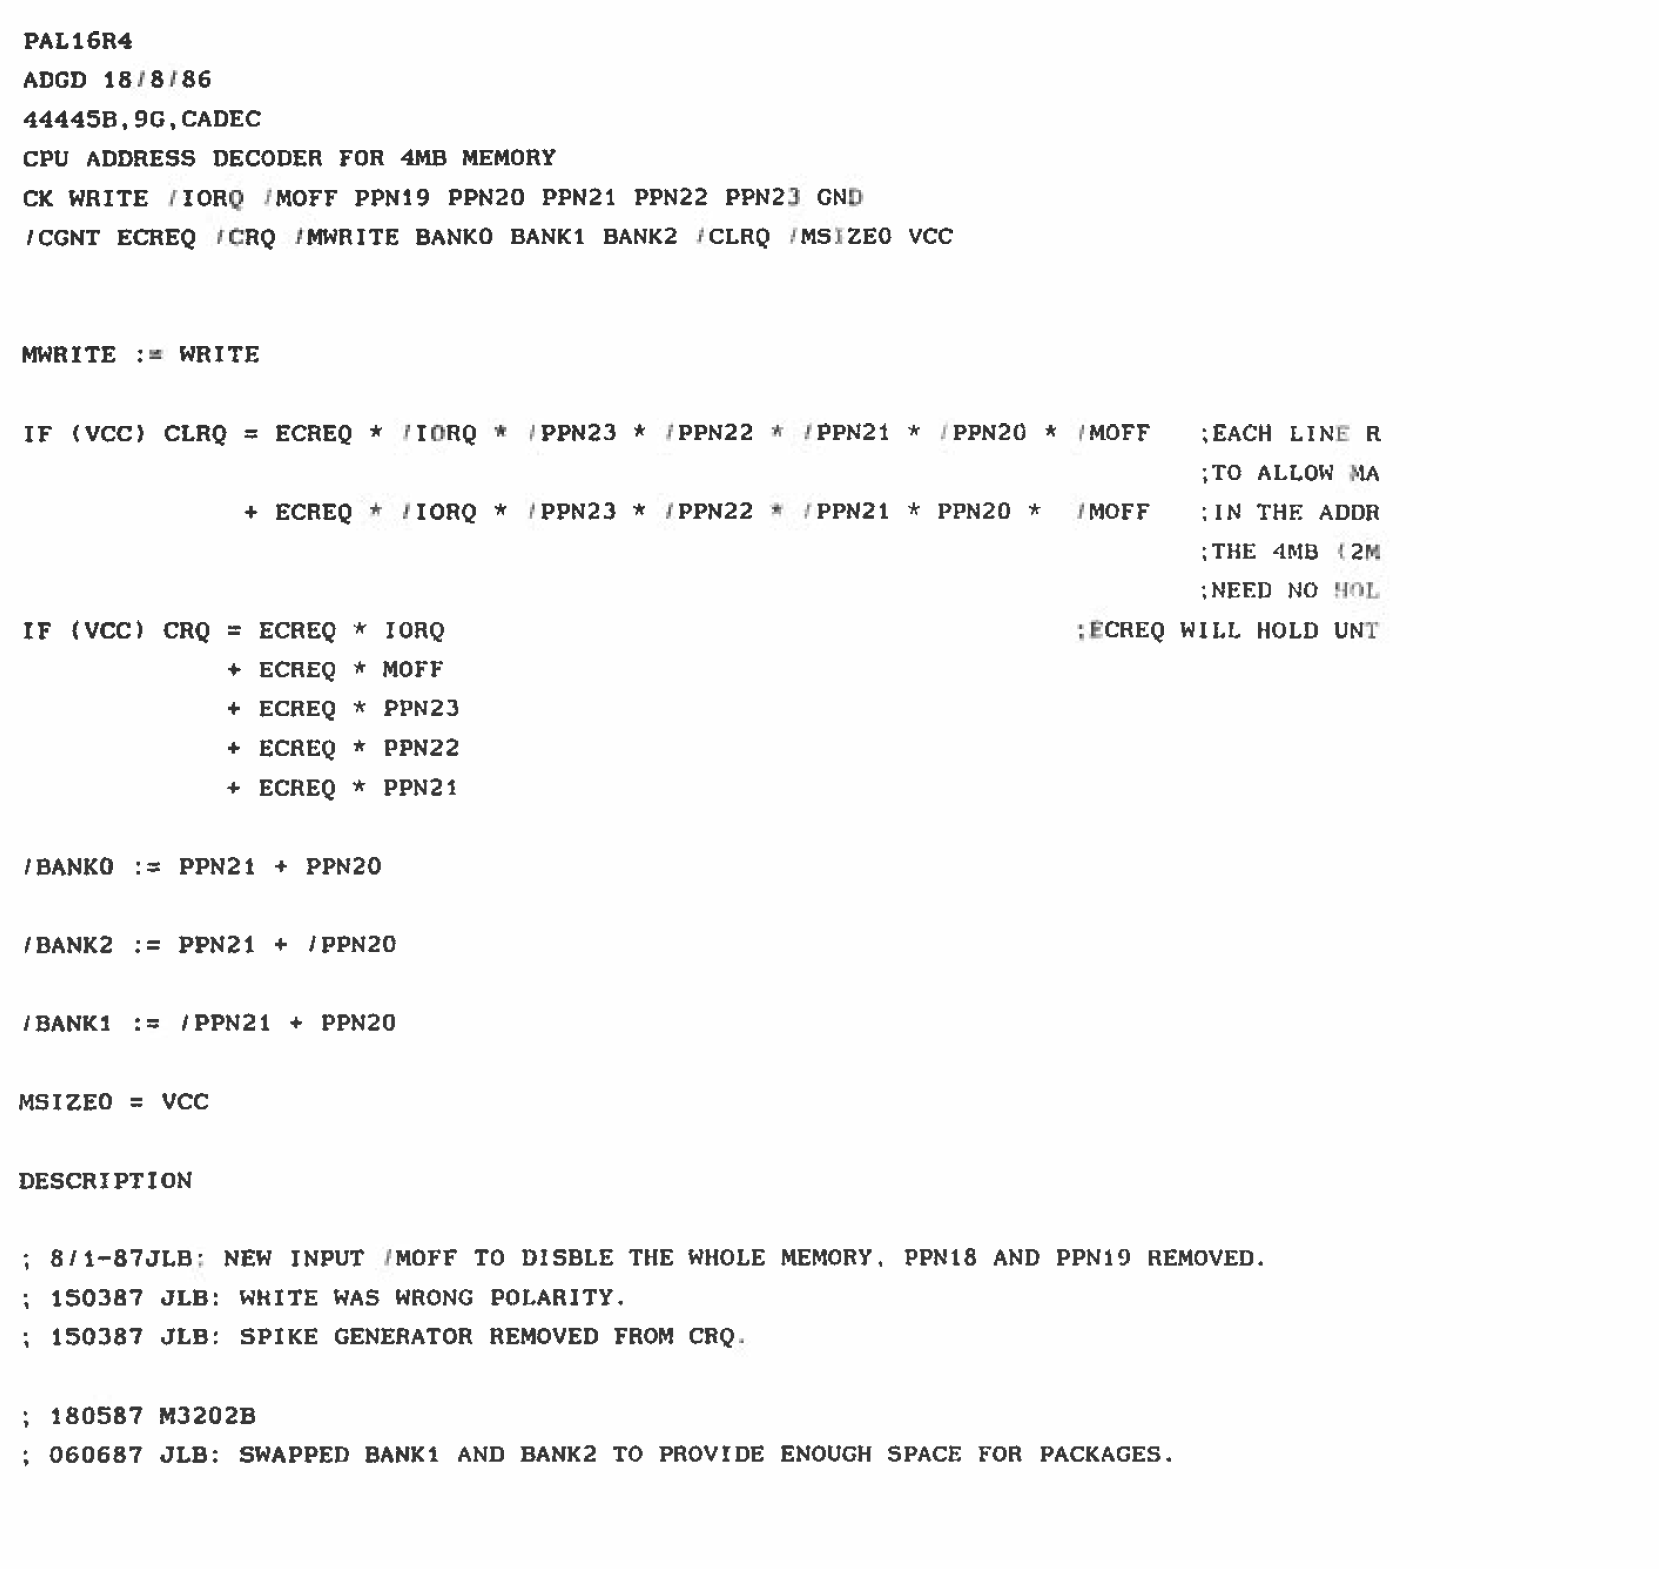 PAL16R4
ADGD 18/8/86
44445B,9G,CADEC
CPU ADDRESS DECODER FOR 4MB MEMORY
CK WRITE /IORQ /MOFF PPN19 PPN20 PPN21 PPN22 PPN23 GND
/CGNT ECREQ /CRQ /MWRITE BANK0 BANK1 BANK2 /CLRQ /MSIZE0 VCC
MWRITE := WRITE
IF (VCC) CLRQ = ECREQ * /IORQ * /PPN23 * /PPN22 * /PPN21 * /PPN20 * /MOFF ;EACH LINE R
;TO ALLOW MA
+ ECREQ * /IORQ * /PPN23 * /PPN22 * /PPN21 * PPN20 * /MOFF ;IN THE ADDR
;THE 4MB (2M
;NEED NO HOL
IF (VCC) CRQ = ECREQ * IORQ ;ECREQ WILL HOLD UNT
+ ECREQ * MOFF
+ ECREQ * PPN23
+ ECREQ * PPN22
+ ECREQ * PPN21
/BANK0 := PPN21 + PPN20
/BANK2 := PPN21 + /PPN20
/BANK1 := /PPN21 + PPN20
MSIZE0 = VCC
DESCRIPTION
; 8/1-87JLB: NEW INPUT /MOFF TO DISBLE THE WHOLE MEMORY, PPN18 AND PPN19 REMOVED.
; 150387 JLB: WRITE WAS WRONG POLARITY.
; 150387 JLB: SPIKE GENERATOR REMOVED FROM CRQ.
; 180587 M3202B
; 060687 JLB: SWAPPED BANK1 AND BANK2 TO PROVIDE ENOUGH SPACE FOR PACKAGES.